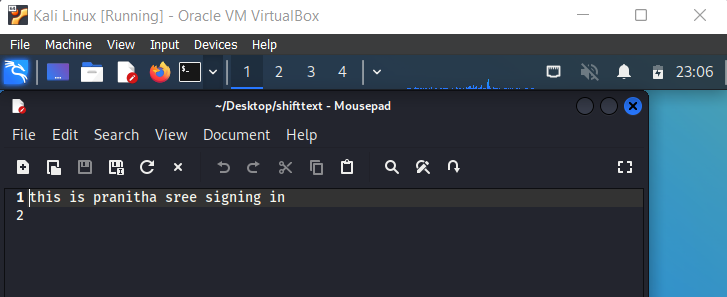 Kali Linux [Running] - Oracle VM VirtualBox
File Machine View Input Devices Help
1 2 3 4 23:06
~/Desktop/shifttext - Mousepad
File Edit Search View Document Help
1 this is pranitha sree signing in
2